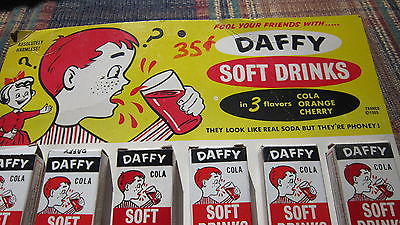 FOOL YOUR FRIENDS WITH.....
ABSOLUTELY
HARMLESS!
?
?
35¢
DAFFY
SOFT DRINKS
in 3 flavors
COLA
ORANGE
CHERRY
THEY LOOK LIKE REAL SODA BUT THEY'RE PHONEY!
DAFFY
DAFFY
DAFFY
DAFFY
DAFFY
COLA
COLA
COLA
COLA
COLA
SOFT
SOFT
SOFT
DRINKS
SOFT
DRINKS